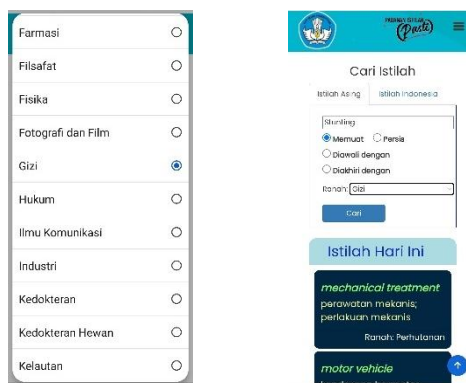 Farmasi
Filsafat
Fisika
Fotografi dan Film
Gizi
Hukum
Ilmu Komunikasi
Industri
Kedokteran
Kedokteran Hewan
Kelautan
(Pasti)
Cari Istilah
Istilah Asing Istilah Indonesia
Stunting
Memuat Persis
Diawali dengan
Diakhiri dengan
Ranah: Gizi
Cari
Istilah Hari Ini
mechanical treatment
perawatan mekanis;
perlakuan mekanis
Ranah: Perhutanan
motor vehicle